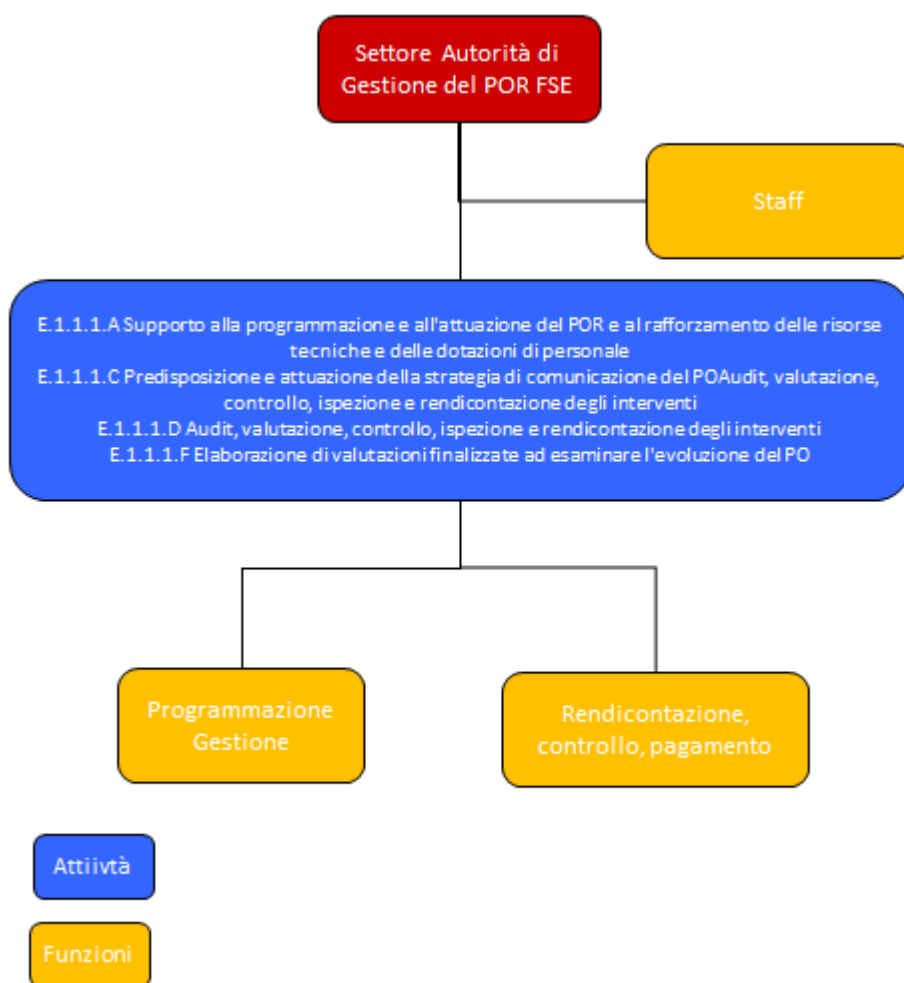 Settore Autorità di
Gestione del POR FSE
Staff
E.1.1.1.A Supporto alla programmazione e all'attuazione del POR e al rafforzamento delle risorse
tecniche e delle dotazioni di personale
E.1.1.1.C Predisposizione e attuazione della strategia di comunicazione del POAudit, valutazione,
controllo, ispezione e rendicontazione degli interventi
E.1.1.1.D Audit, valutazione, controllo, ispezione e rendicontazione degli interventi
E.1.1.1.F Elaborazione di valutazioni finalizzate ad esaminare l'evoluzione del PO
Programmazione
Gestione
Rendicontazione,
controllo, pagamento
Attiivtà
Funzioni